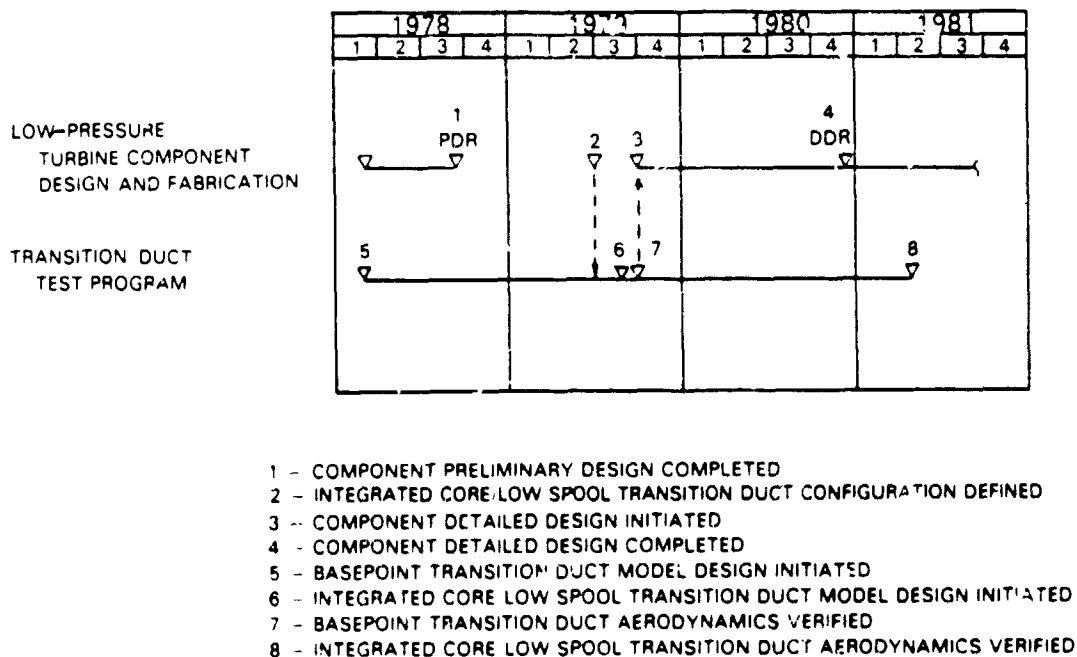 1978 1979 1980 1981
1 2 3 4 1 2 3 4 1 2 3 4 1 2 3 4
LOW-PRESSURE
TURBINE COMPONENT
DESIGN AND FABRICATION
1
PDR
2
3
4
DDR
TRANSITION DUCT
TEST PROGRAM
5
6
7
8
1 - COMPONENT PRELIMINARY DESIGN COMPLETED
2 - INTEGRATED CORE/LOW SPOOL TRANSITION DUCT CONFIGURATION DEFINED
3 - COMPONENT DETAILED DESIGN INITIATED
4 - COMPONENT DETAILED DESIGN COMPLETED
5 - BASEPOINT TRANSITION DUCT MODEL DESIGN INITIATED
6 - INTEGRATED CORE LOW SPOOL TRANSITION DUCT MODEL DESIGN INITIATED
7 - BASEPOINT TRANSITION DUCT AERODYNAMICS VERIFIED
8 - INTEGRATED CORE LOW SPOOL TRANSITION DUCT AERODYNAMICS VERIFIED